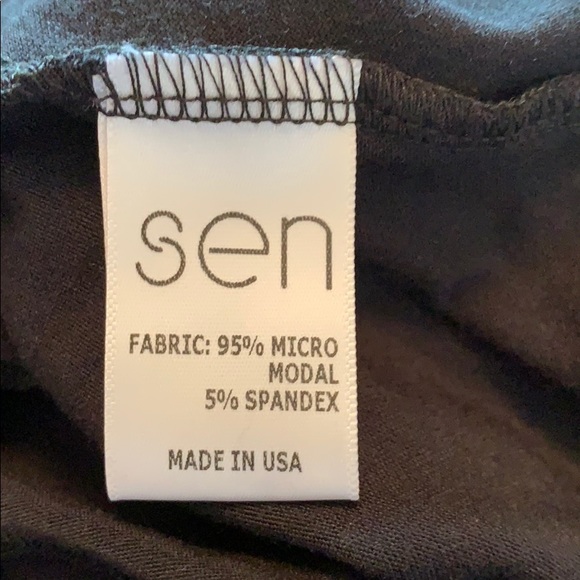 sen
FABRIC: 95% MICRO
MODAL
5% SPANDEX
MADE IN USA